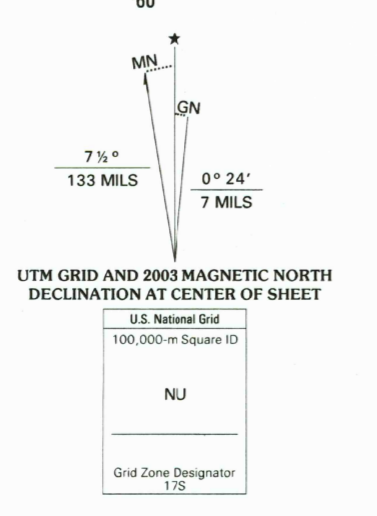 60
★
MN
GN
7 ½ °
133 MILS
0° 24′
7 MILS
UTM GRID AND 2003 MAGNETIC NORTH
DECLINATION AT CENTER OF SHEET
U.S. National Grid
100,000-m Square ID
NU
Grid Zone Designator
17S